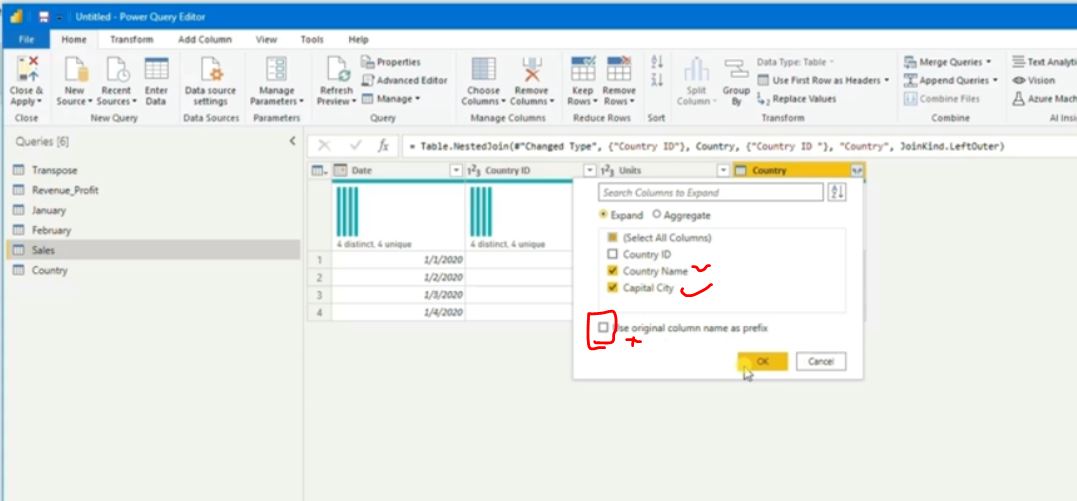 Untitled - Power Query Editor
File Home Transform Add Column View Tools Help
Close & Apply
New Source
Recent Sources
Enter Data
Data source settings
Manage Parameters
Refresh Preview
Properties
Advanced Editor
Manage
Choose Columns
Remove Columns
Keep Rows
Remove Rows
Split Column
Group By
Data Type: Table
Use First Row as Headers
Replace Values
Merge Queries
Append Queries
Combine Files
Text Analyti
Vision
Azure Mach
Close New Query Data Sources Parameters Query Manage Columns Reduce Rows Sort Transform Combine AI Insi
Queries [6]
= Table.NestedJoin(#"Changed Type", {"Country ID"}, Country, {"Country ID "}, "Country", JoinKind.LeftOuter)
Transpose
Revenue_Profit
January
February
Sales
Country
Date 123 Country ID 123 Units Country
4 distinct, 4 unique 4 distinct, 4 unique
1 1/1/2020
2 1/2/2020
3 1/3/2020
4 1/4/2020
Search Columns to Expand
Expand Aggregate
(Select All Columns)
Country ID
Country Name
Capital City
Use original column name as prefix
OK Cancel